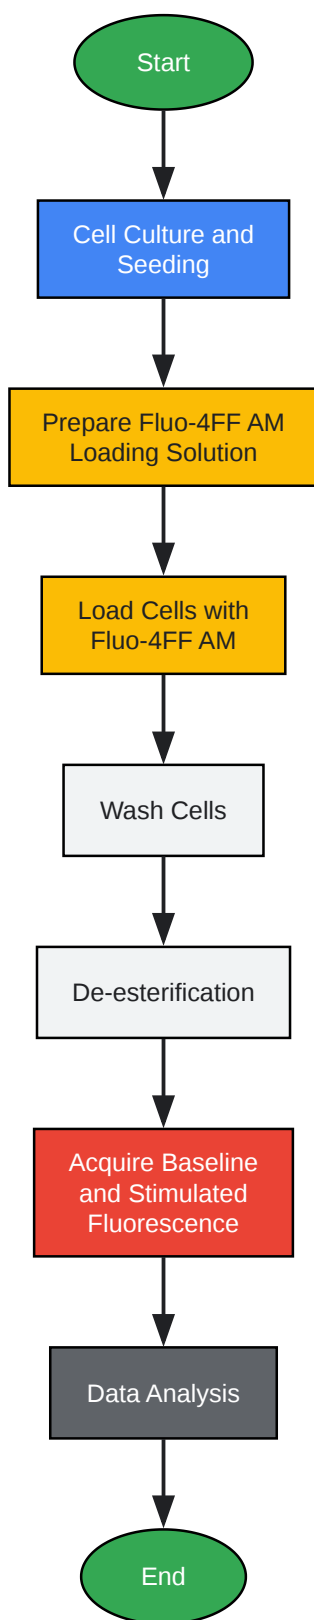 Start
Cell Culture and
Seeding
Prepare Fluo-4FF AM
Loading Solution
Load Cells with
Fluo-4FF AM
Wash Cells
De-esterification
Acquire Baseline
and Stimulated
Fluorescence
Data Analysis
End